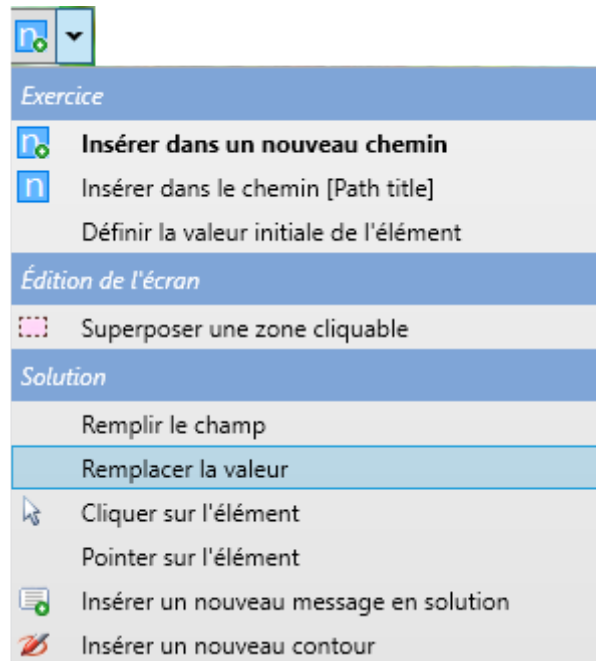 Exercice
Insérer dans un nouveau chemin
Insérer dans le chemin [Path title]
Définir la valeur initiale de l'élément
Édition de l'écran
Superposer une zone cliquable
Solution
Remplir le champ
Remplacer la valeur
Cliquer sur l'élément
Pointer sur l'élément
Insérer un nouveau message en solution
Insérer un nouveau contour